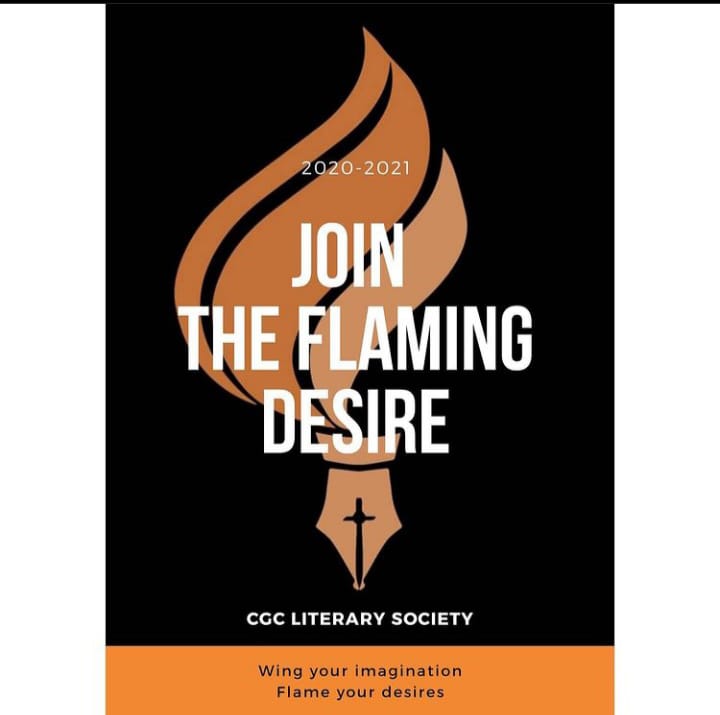 2020-2021
JOIN
THE FLAMING
DESIRE
CGC LITERARY SOCIETY
Wing your imagination
Flame your desires